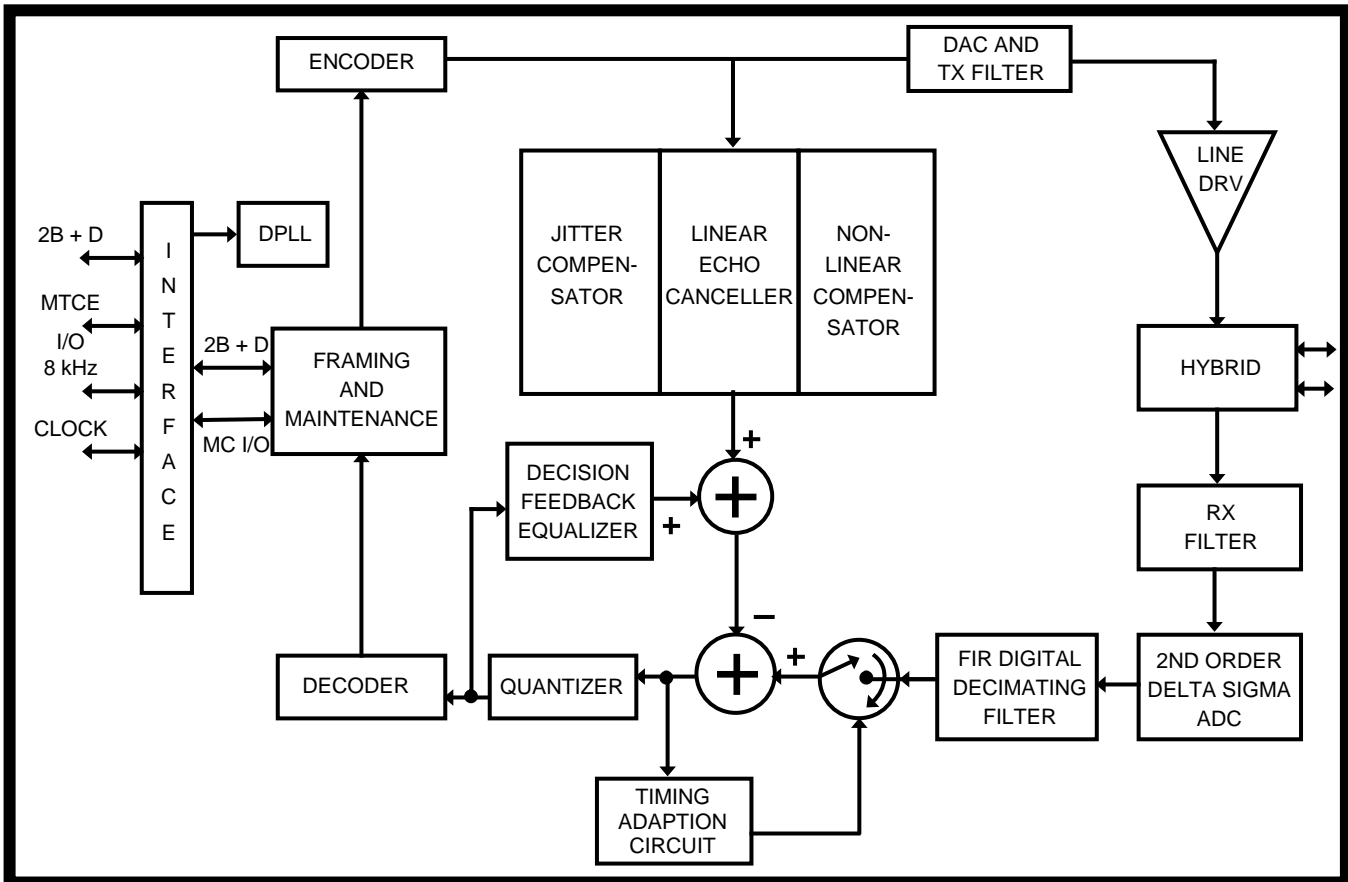 ENCODER
DAC AND
TX FILTER
LINE
DRV
2B + D
MTCE
I/O
8 kHz
CLOCK
INTERFACE
DPLL
2B + D
MC I/O
FRAMING
AND
MAINTENANCE
JITTER
COMPEN-
SATOR
LINEAR
ECHO
CANCELLER
NON-
LINEAR
COMPEN-
SATOR
HYBRID
+
DECISION
FEEDBACK
EQUALIZER
+
+
RX
FILTER
−
DECODER
QUANTIZER
+
+
FIR DIGITAL
DECIMATING
FILTER
2ND ORDER
DELTA SIGMA
ADC
TIMING
ADAPTION
CIRCUIT